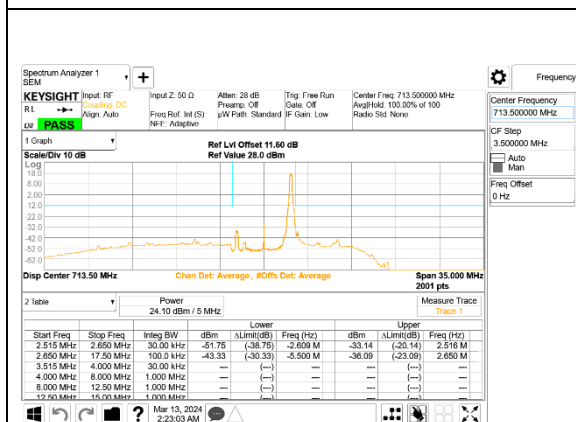 Spectrum Analyzer 1
SEM
Frequency
KEYSIGHT Input: RF Input Z: 50 Ω Atten: 28 dB Trig: Free Run Center Freq: 713.500000 MHz
RL Coupling: DC Preamp: Off Gate: Off Avg|Hold: 100.00% of 100
Align: Auto Freq Ref: Int (S) µW Path: Standard IF Gain: Low Radio Std: None
NFE: Adaptive
PASS
Center Frequency
713.500000 MHz
CF Step
3.500000 MHz
Auto
Man
Freq Offset
0 Hz
1 Graph
Ref Lvl Offset 11.60 dB
Scale/Div 10 dB Ref Value 28.0 dBm
Log
18.0
8.00
-2.00
-12.0
-22.0
-32.0
-42.0
-52.0
-62.0
Disp Center 713.50 MHz Chan Det: Average, #Offs Det: Average Span 35.000 MHz
2001 pts
2 Table Power Measure Trace
24.10 dBm / 5 MHz Trace 1
Lower Upper
Start Freq Stop Freq Integ BW dBm ΔLimit(dB) Freq (Hz) dBm ΔLimit(dB) Freq (Hz)
2.515 MHz 2.650 MHz 30.00 kHz -51.75 (-38.75) -2.609 M -33.14 (-20.14) 2.516 M
2.650 MHz 17.50 MHz 100.0 kHz -43.33 (-30.33) -5.500 M -36.09 (-23.09) 2.650 M
3.515 MHz 4.000 MHz 30.00 kHz --- (---) --- --- (---) ---
4.000 MHz 8.000 MHz 1.000 MHz --- (---) --- --- (---) ---
8.000 MHz 12.50 MHz 1.000 MHz --- (---) --- --- (---) ---
12.50 MHz 15.00 MHz 1.000 MHz --- (---) --- --- (---) ---
Mar 13, 2024
2:23:03 AM